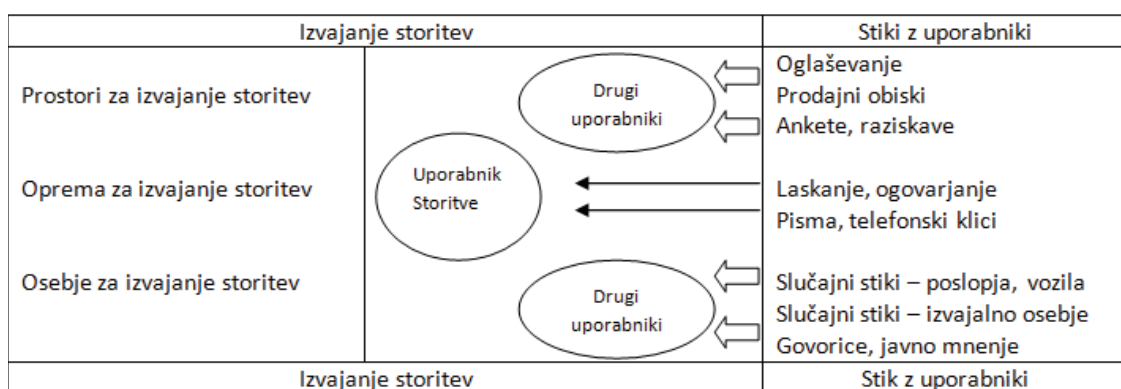 Izvajanje storitev
Stiki z uporabniki
Prostori za izvajanje storitev
Oprema za izvajanje storitev
Osebje za izvajanje storitev
Uporabnik
Storitve
Drugi
uporabniki
Drugi
uporabniki
Oglaševanje
Prodajni obiski
Ankete, raziskave
Laskanje, ogovarjanje
Pisma, telefonski klici
Slučajni stiki – poslopja, vozila
Slučajni stiki – izvajalno osebje
Govorice, javno mnenje
Izvajanje storitev
Stik z uporabniki